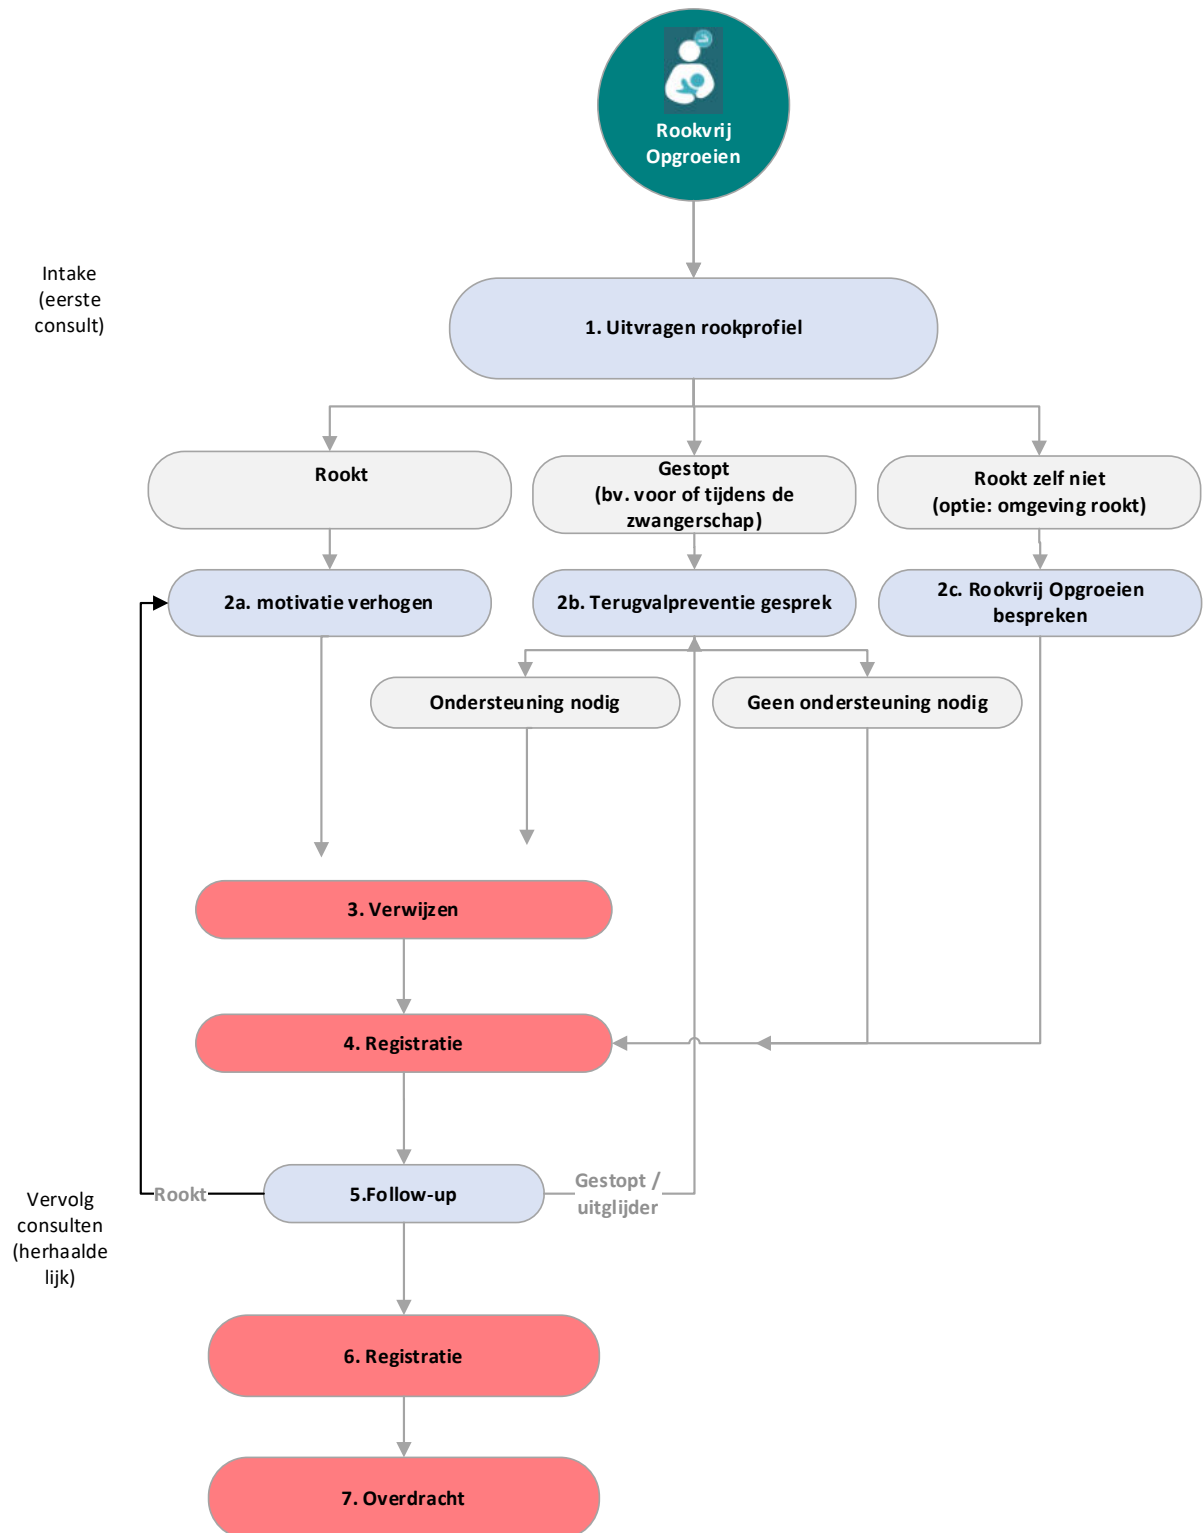 Rookvrij
Opgroeien
Intake
(eerste
consult)
1. Uitvragen rookprofiel
Rookt
Gestopt
(bv. voor of tijdens de
zwangerschap)
Rookt zelf niet
(optie: omgeving rookt)
2a. motivatie verhogen
2b. Terugvalpreventie gesprek
2c. Rookvrij Opgroeien
bespreken
Ondersteuning nodig
Geen ondersteuning nodig
3. Verwijzen
4. Registratie
Vervolg
consulten
(herhaalde
lijk)
Rookt
5.Follow-up
Gestopt /
uitglijder
6. Registratie
7. Overdracht